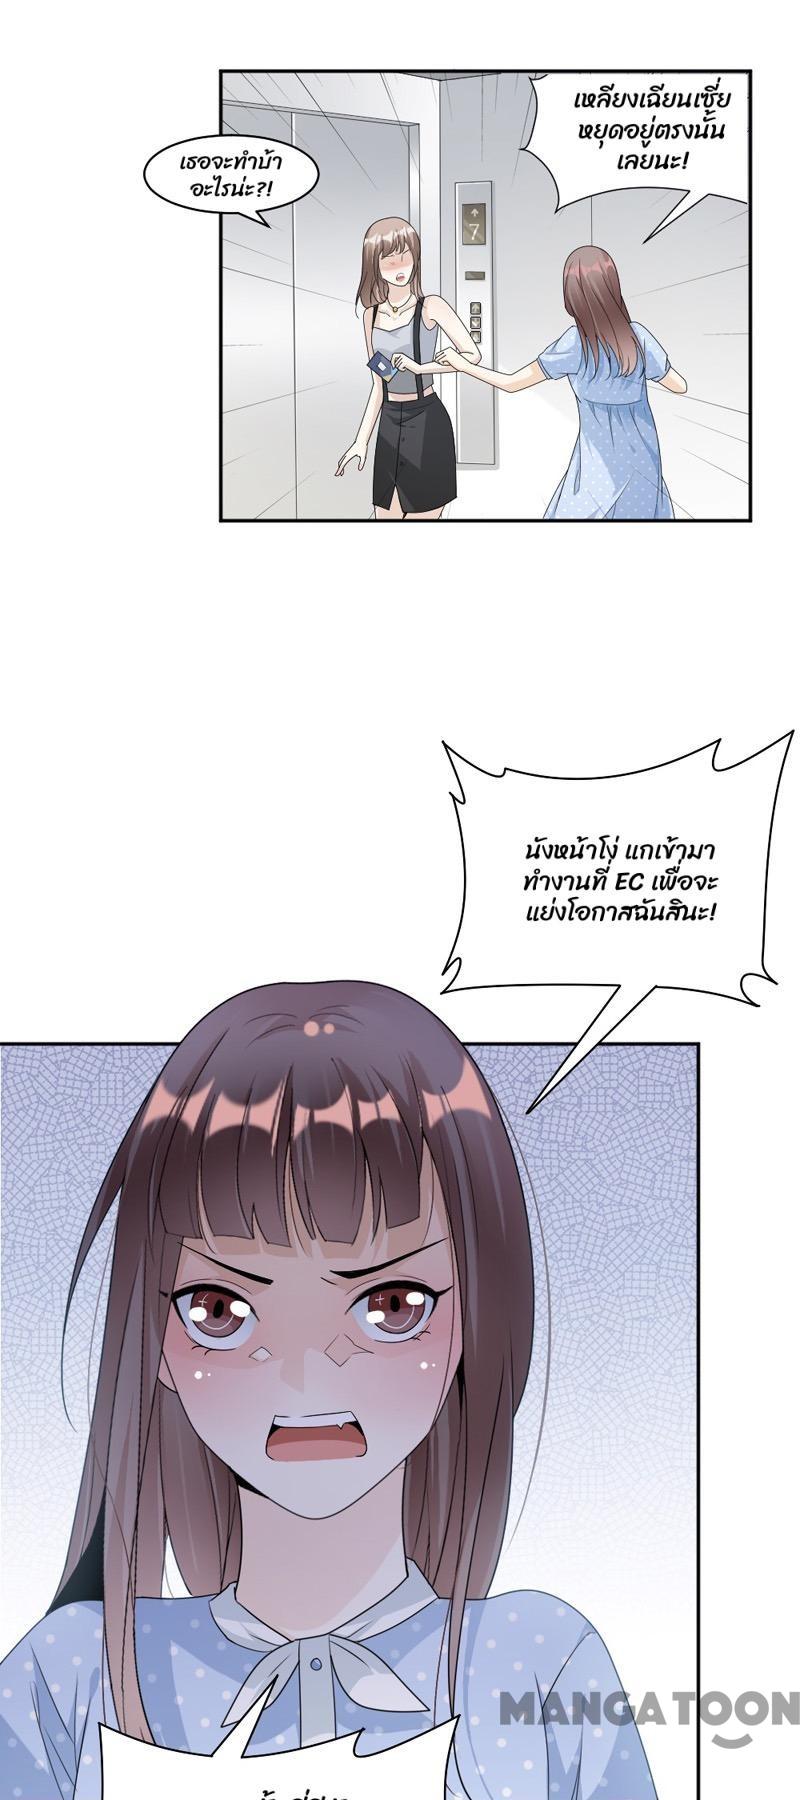 เหลียงเฉียนเซี่ย
หยุดอยู่ตรงนั้น
เลยนะ!
เธอจะทำบ้า
อะไรน่ะ?!
7
นังหน้าโง่ แกเข้ามา
ทำงานที่ EC เพื่อจะ
แย่งโอกาสฉันสินะ!
MANGATOON